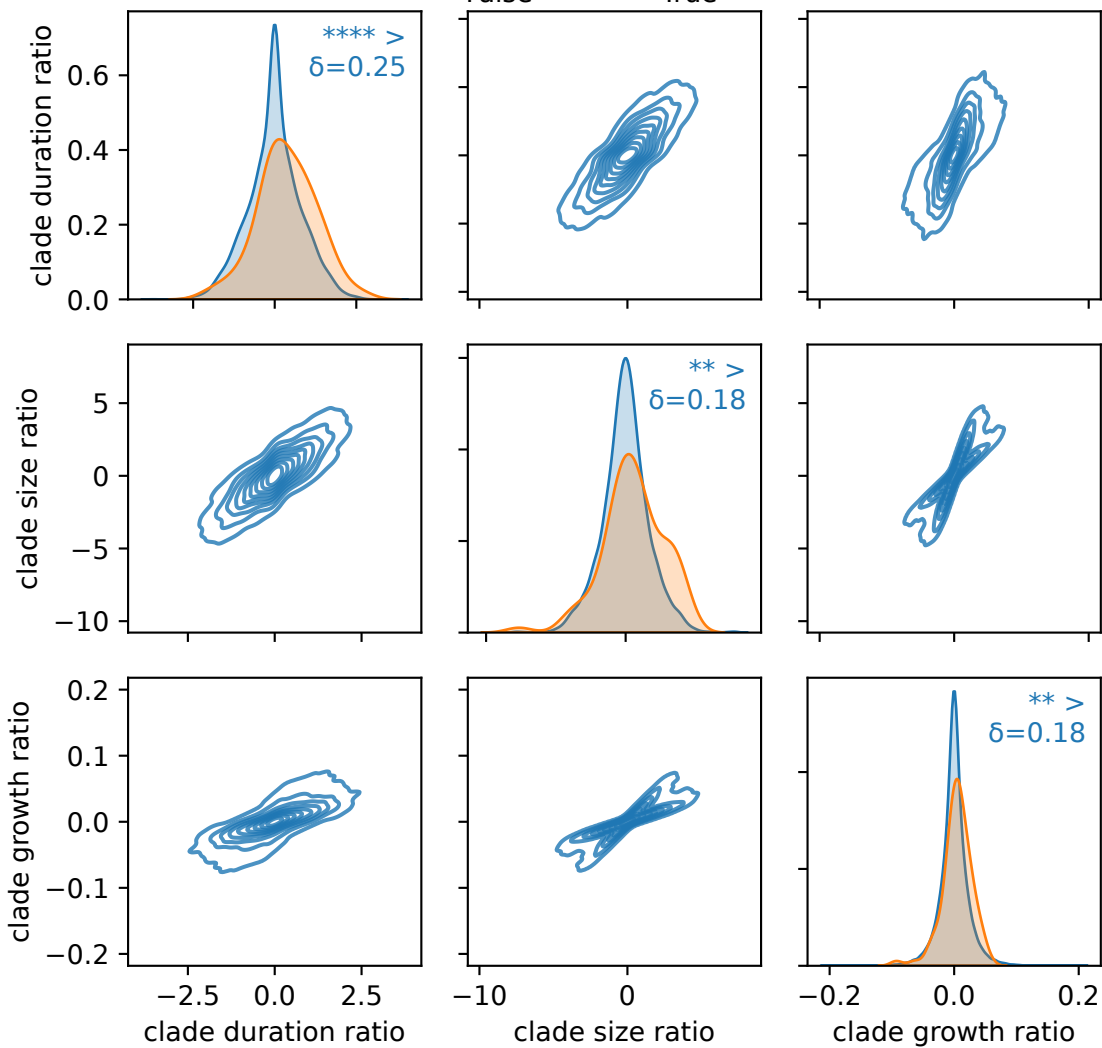 clade duration ratio
0.6
0.4
0.2
0.0
**** >
δ=0.25
clade size ratio
5
0
−5
−10
** >
δ=0.18
clade growth ratio
0.2
0.1
0.0
−0.1
−0.2
** >
δ=0.18
−2.5 0.0 2.5
−10 0
−0.2 0.0 0.2
clade duration ratio
clade size ratio
clade growth ratio